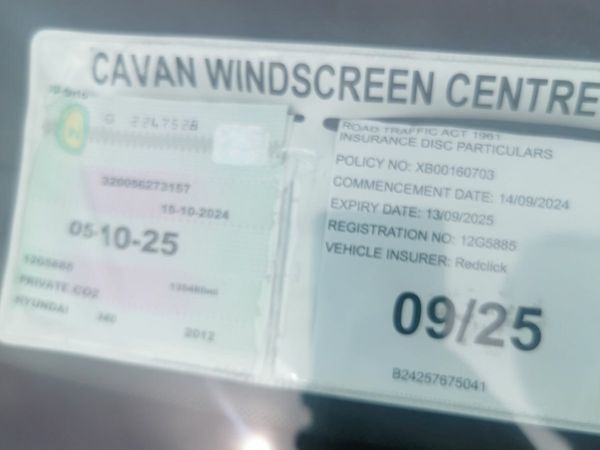 CAVAN WINDSCREEN CENTRE
G 224752B
320056273157
15-10-2024
05-10-25
12G5885
PRIVATE CO2
HYUNDAI
2012
ROAD TRAFFIC ACT 1961
INSURANCE DISC PARTICULARS
POLICY NO: XB00160703
COMMENCEMENT DATE: 14/09/2024
EXPIRY DATE: 13/09/2025
REGISTRATION NO: 12G5885
VEHICLE INSURER: Redclick
09/25
B24257675041